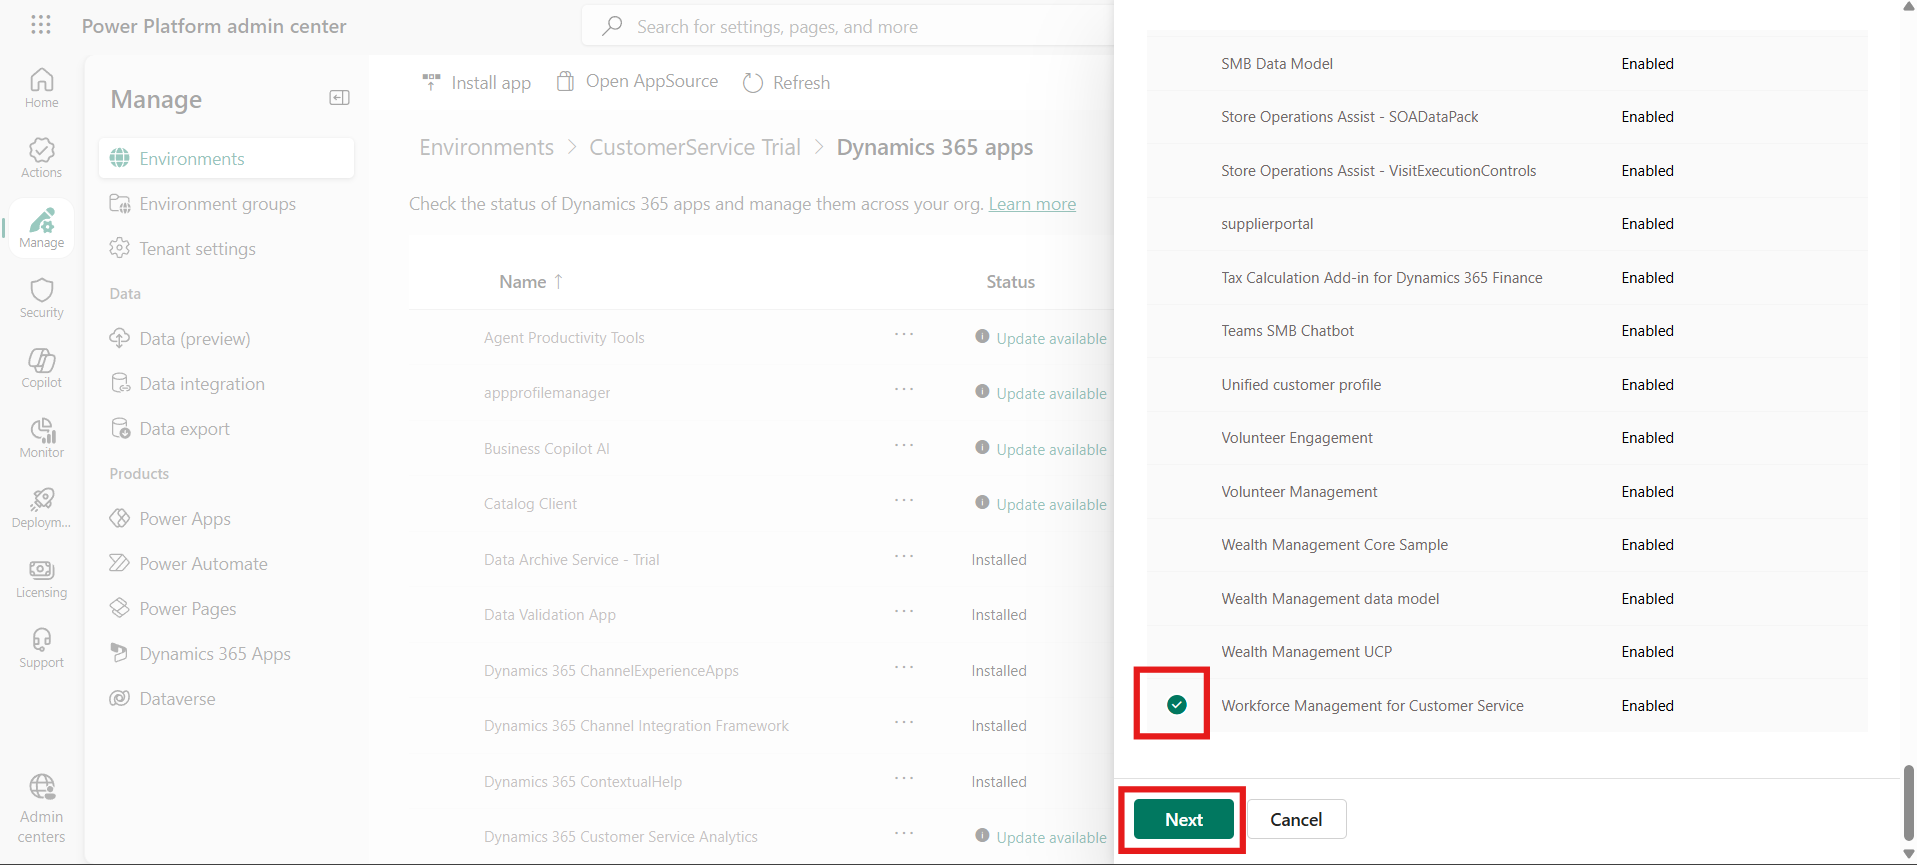 Power Platform admin center
Search for settings, pages, and more
Home
Actions
Manage
Security
Copilot
Monitor
Deploym...
Licensing
Support
Admin
centers
Manage
Environments
Environment groups
Tenant settings
Data
Data (preview)
Data integration
Data export
Products
Power Apps
Power Automate
Power Pages
Dynamics 365 Apps
Dataverse
Install app
Open AppSource
Refresh
Environments > CustomerService Trial > Dynamics 365 apps
Check the status of Dynamics 365 apps and manage them across your org. Learn more
Name ↑ Status
Agent Productivity Tools ... Update available
appprofilemanager ... Update available
Business Copilot AI ... Update available
Catalog Client ... Update available
Data Archive Service - Trial ... Installed
Data Validation App ... Installed
Dynamics 365 ChannelExperienceApps ... Installed
Dynamics 365 Channel Integration Framework ... Installed
Dynamics 365 ContextualHelp ... Installed
Dynamics 365 Customer Service Analytics ... Update available
SMB Data Model Enabled
Store Operations Assist - SOADataPack Enabled
Store Operations Assist - VisitExecutionControls Enabled
supplierportal Enabled
Tax Calculation Add-in for Dynamics 365 Finance Enabled
Teams SMB Chatbot Enabled
Unified customer profile Enabled
Volunteer Engagement Enabled
Volunteer Management Enabled
Wealth Management Core Sample Enabled
Wealth Management data model Enabled
Wealth Management UCP Enabled
Workforce Management for Customer Service Enabled
Next
Cancel